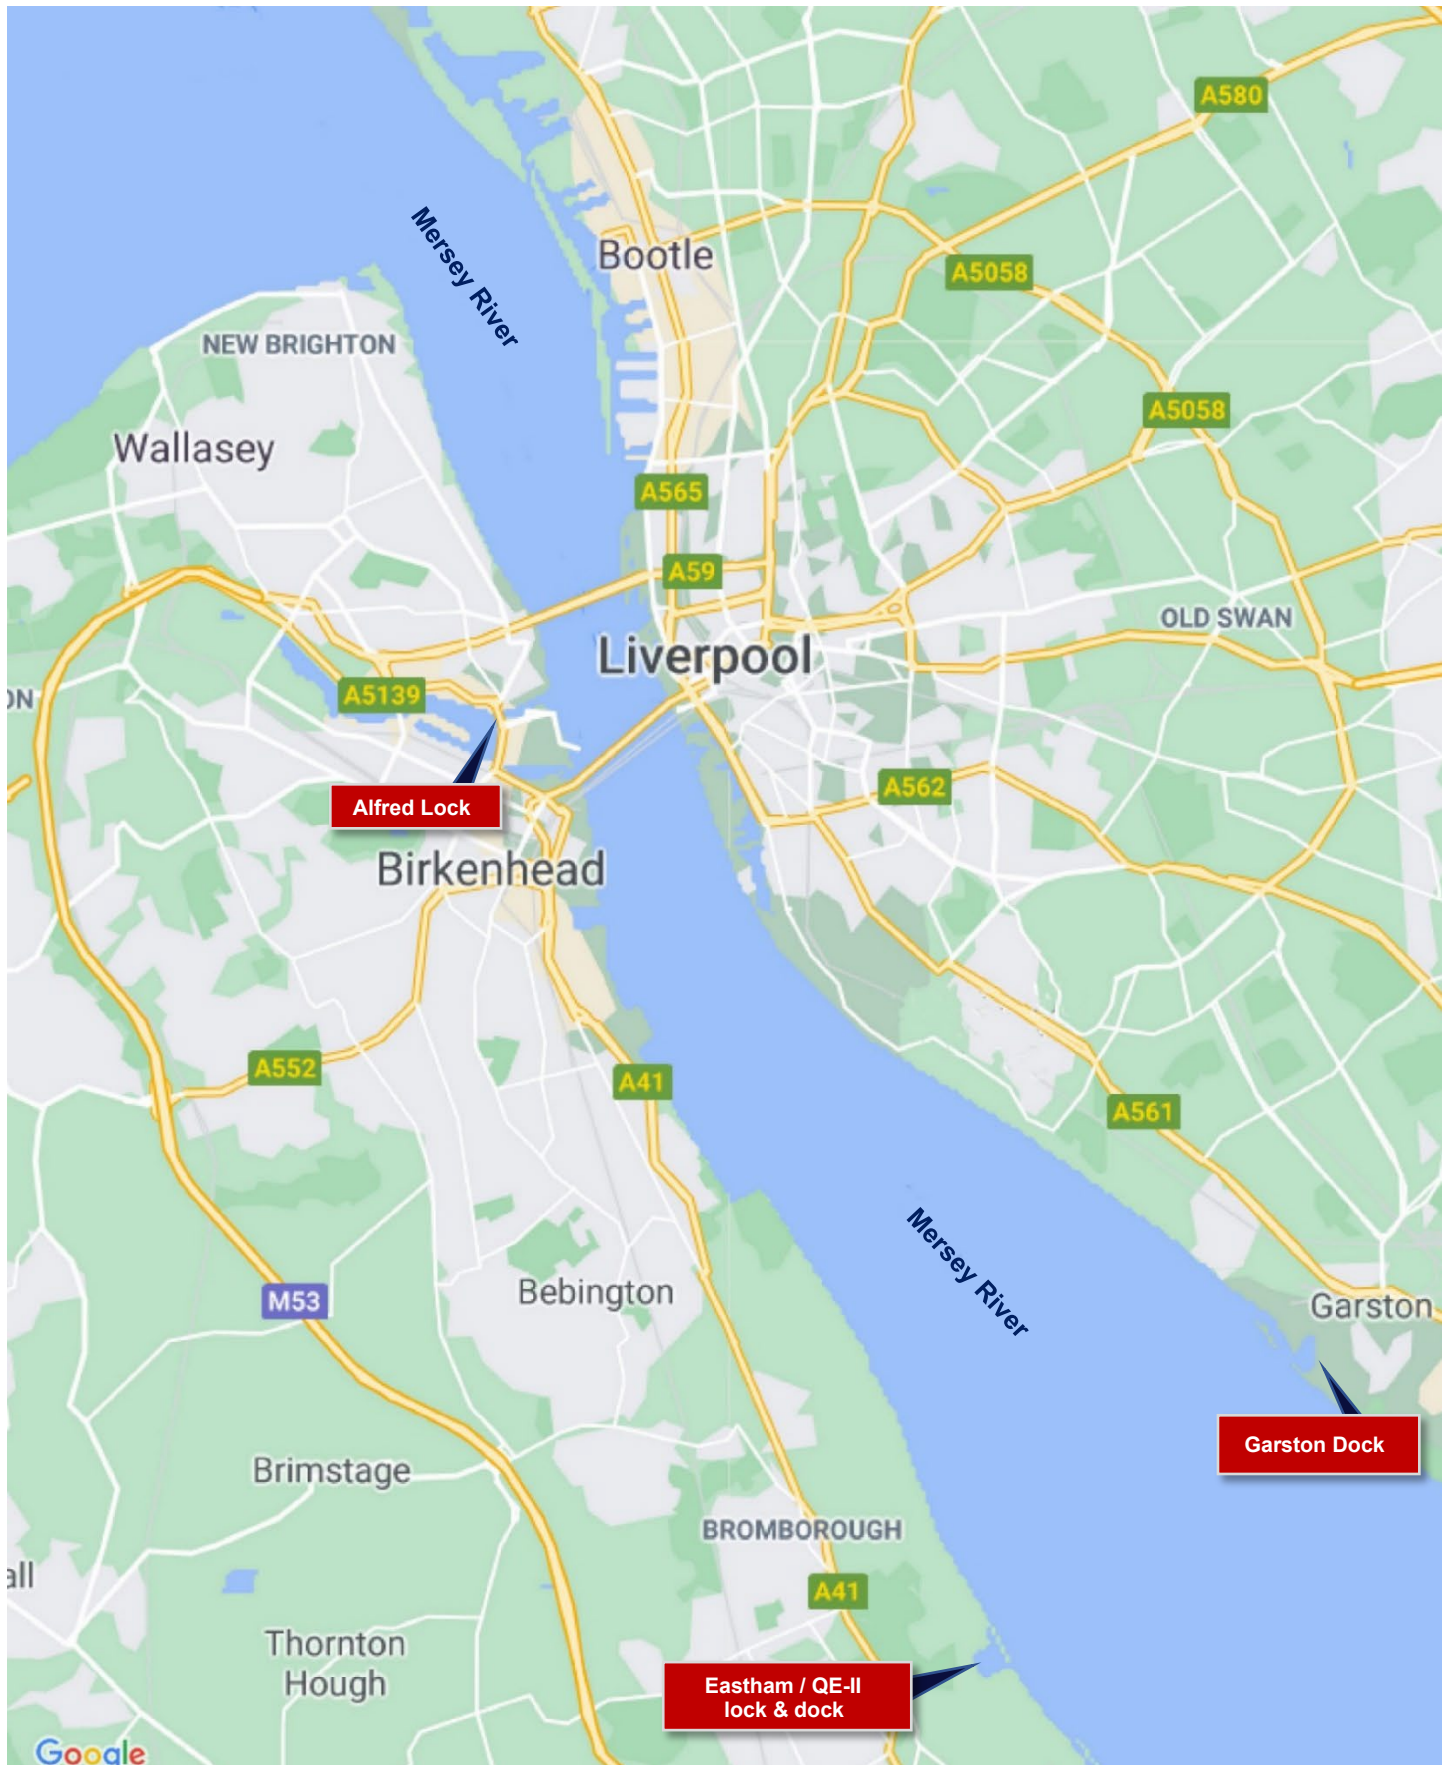 A580
Mersey River
Bootle
A5058
NEW BRIGHTON
A5058
Wallasey
A565
A59
OLD SWAN
Liverpool
ON
A5139
A562
Alfred Lock
Birkenhead
A552
A41
A561
Mersey River
Bebington
M53
Garston
Garston Dock
Brimstage
BROMBOROUGH
all
A41
Thornton
Hough
Eastham / QE-II
lock & dock
Google